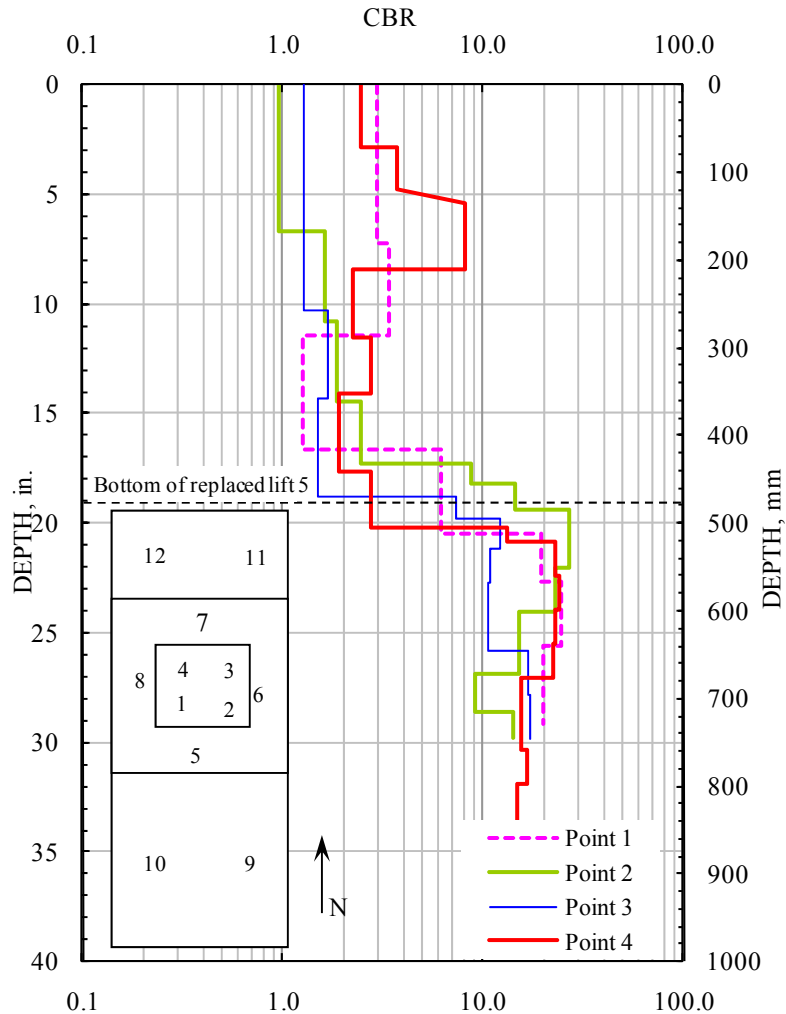 CBR
0.1 1.0 10.0 100.0
0 0
5 100
200
10 300
15 400
Bottom of replaced lift 5
20 500
12 11
7
25 600
4 3
8 6
1 2
700
5
30
800
Point 1
Point 2
35 10 9 N 900
Point 3
Point 4
40 1000
0.1 1.0 10.0 100.0
DEPTH, in.
DEPTH, mm